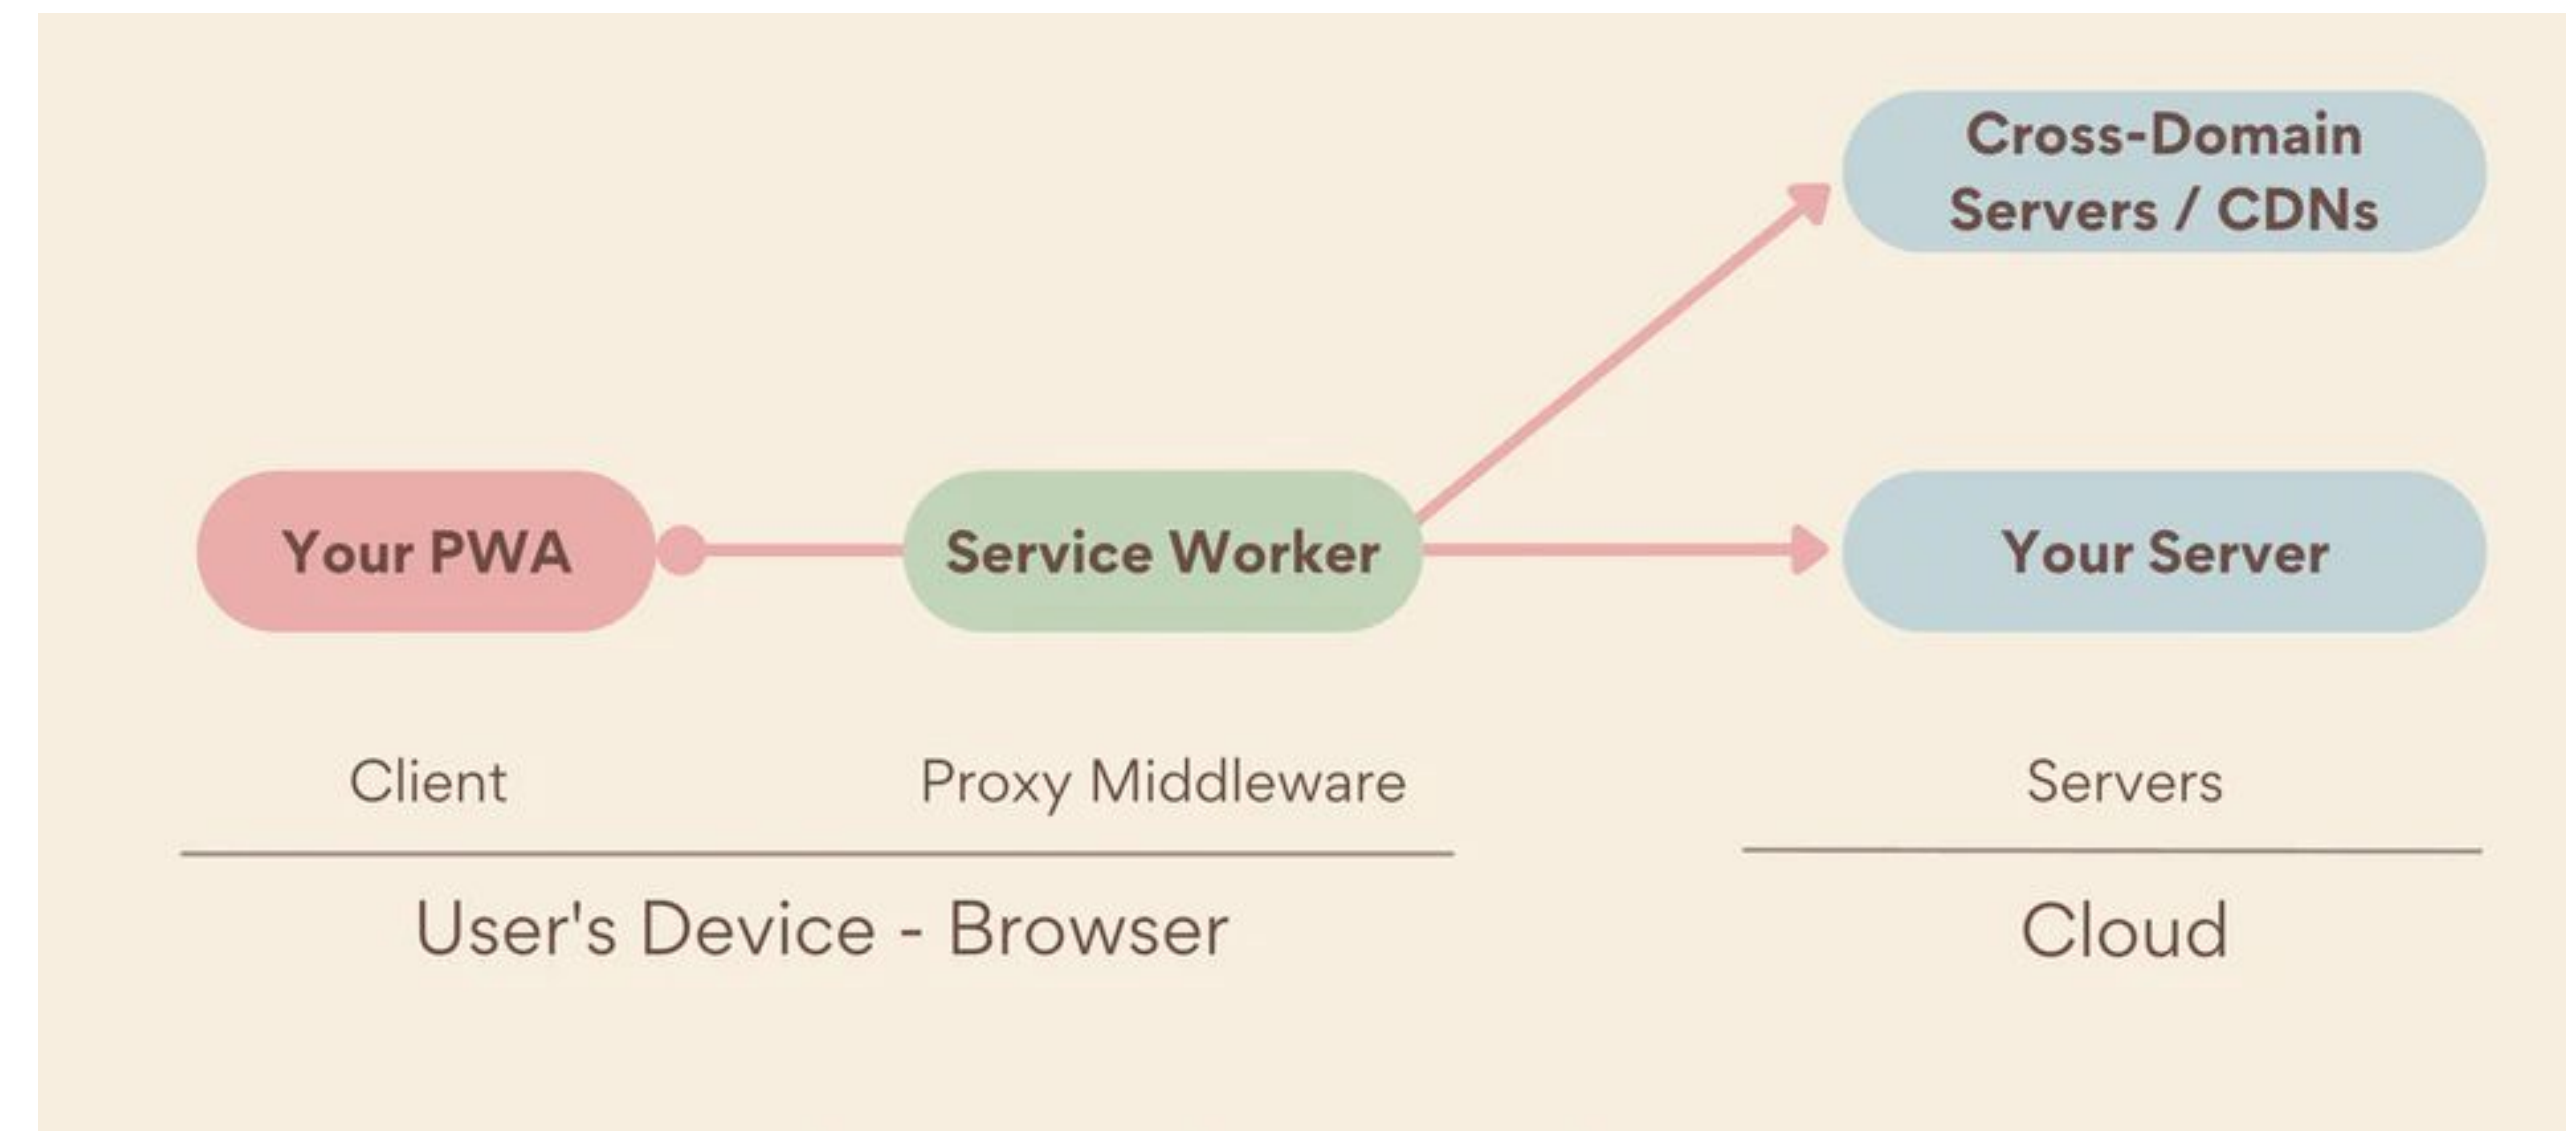 Cross-Domain
Servers / CDNs
Your PWA
Service Worker
Your Server
Client
Proxy Middleware
Servers
User's Device - Browser
Cloud